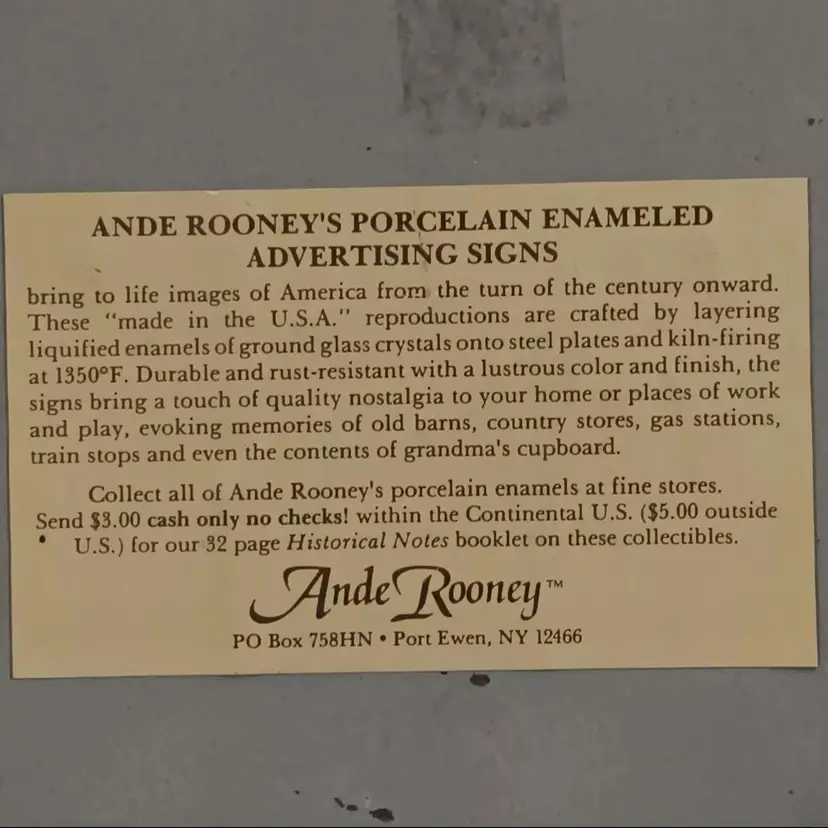 ANDE ROONEY'S PORCELAIN ENAMELED
ADVERTISING SIGNS
bring to life images of America from the turn of the century onward.
These "made in the U.S.A." reproductions are crafted by layering
liquified enamels of ground glass crystals onto steel plates and kiln-firing
at 1350°F. Durable and rust-resistant with a lustrous color and finish, the
signs bring a touch of quality nostalgia to your home or places of work
and play, evoking memories of old barns, country stores, gas stations,
train stops and even the contents of grandma's cupboard.
Collect all of Ande Rooney's porcelain enamels at fine stores.
Send $3.00 cash only no checks! within the Continental U.S. ($5.00 outside
U.S.) for our 32 page Historical Notes booklet on these collectibles.
Ande Rooney™
PO Box 758HN • Port Ewen, NY 12466